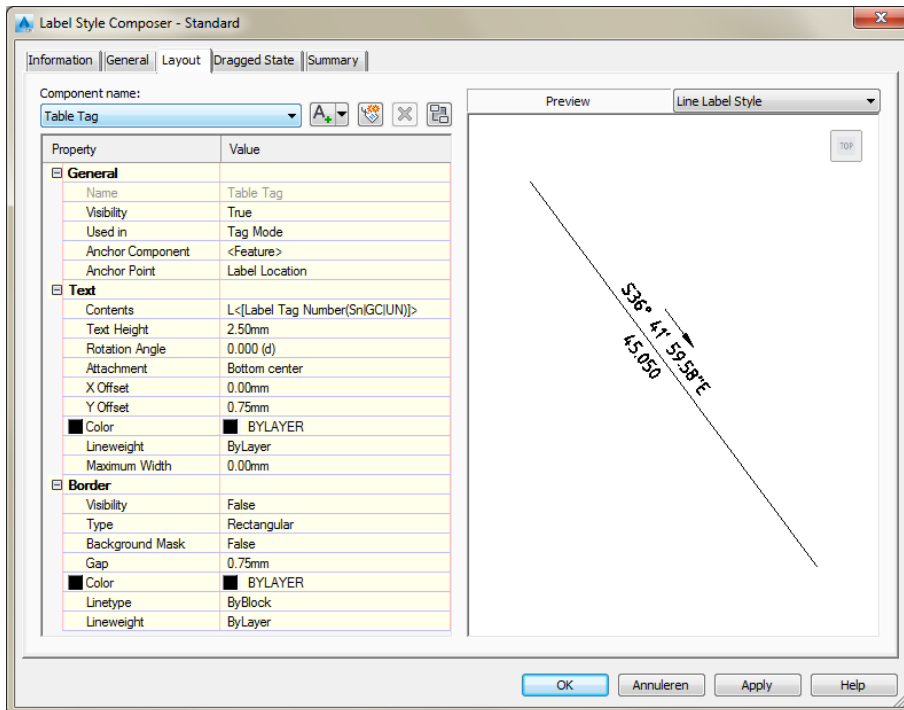 Label Style Composer - Standard
Information General Layout Dragged State Summary
Component name:
Table Tag
Preview Line Label Style
Property Value
General
Name Table Tag
Visibility True
Used in Tag Mode
Anchor Component <Feature>
Anchor Point Label Location
Text
Contents L<[Label Tag Number(Sn|GC|UN)]>
Text Height 2.50mm
Rotation Angle 0.000 (d)
Attachment Bottom center
X Offset 0.00mm
Y Offset 0.75mm
Color BYLAYER
Lineweight ByLayer
Maximum Width 0.00mm
Border
Visibility False
Type Rectangular
Background Mask False
Gap 0.75mm
Color BYLAYER
Linetype ByBlock
Lineweight ByLayer
TOP
S36° 41' 59.58"E
45.050
OK Annuleren Apply Help